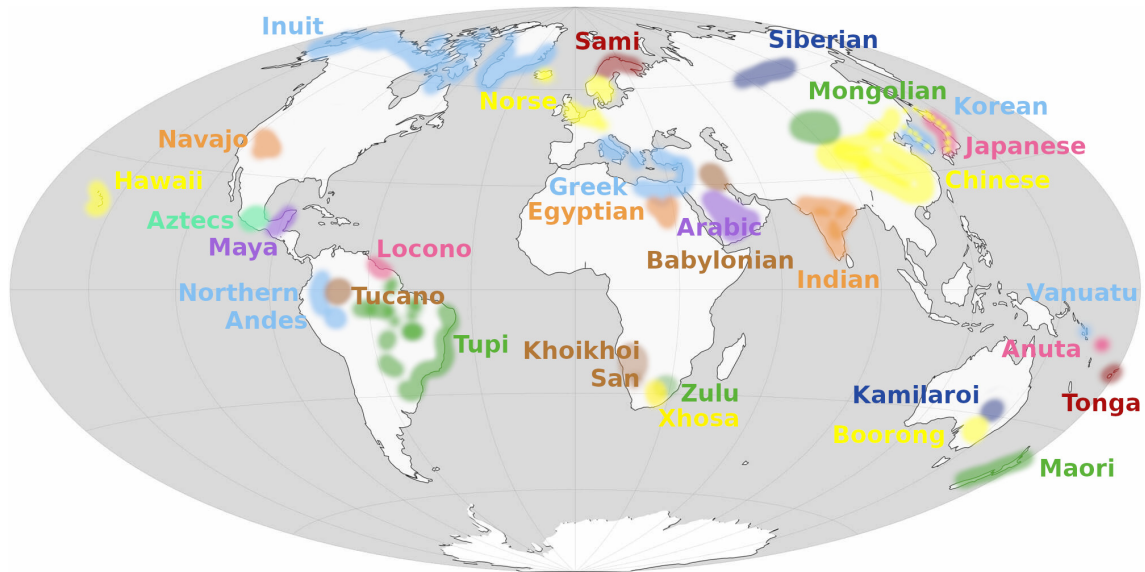 Inuit
Sami
Siberian
Norse
Mongolian
Korean
Navajo
Japanese
Hawaii
Greek
Chinese
Aztecs
Egyptian
Arabic
Maya
Locono
Babylonian
Indian
Northern
Andes
Tucano
Vanuatu
Tupi
Khoikhoi
San
Anuta
Zulu
Kamilaroi
Tonga
Xhosa
Boorong
Maori